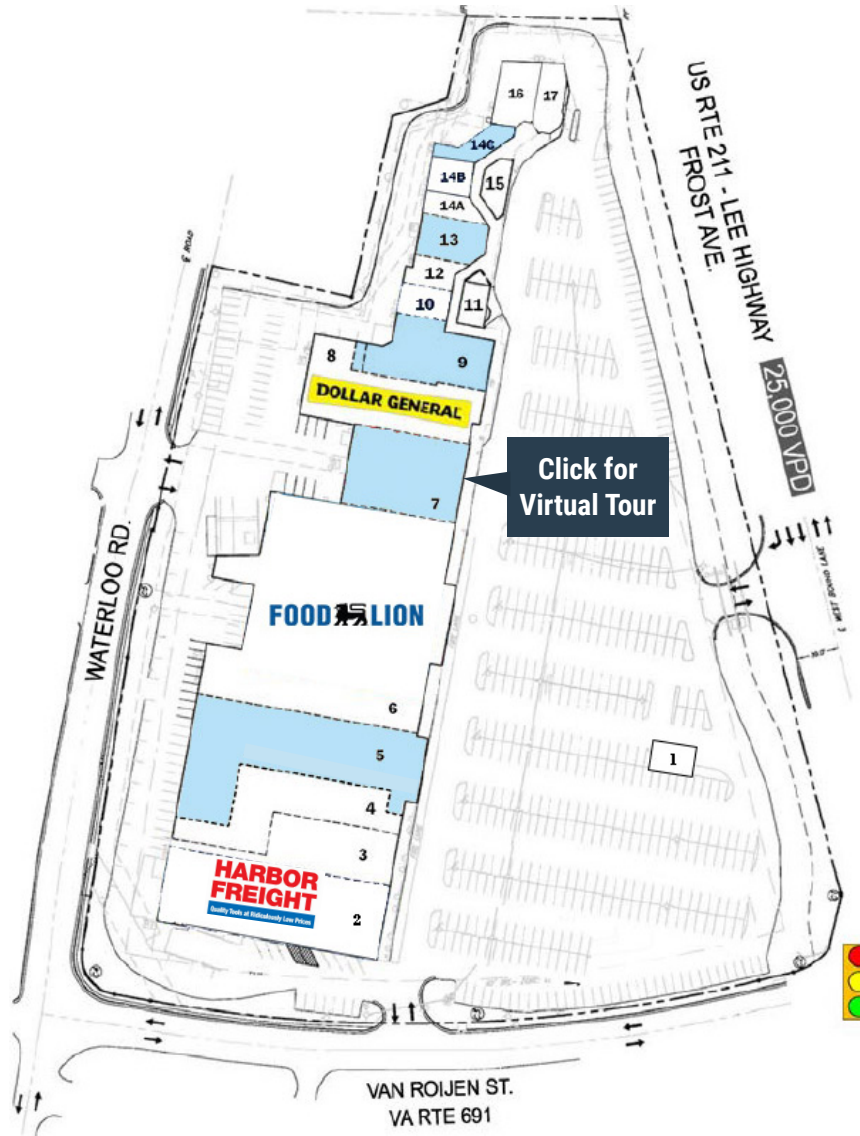 16
17
14C
14B
15
14A
13
12
10
11
8
9
DOLLAR GENERAL
7
Click for
Virtual Tour
US RTE 211 - LEE HIGHWAY
FROST AVE.
25,000 VPD
WATERLOO RD.
FOOD LION
6
5
4
3
1
HARBOR
FREIGHT
Quality Tools at Ridiculously Low Prices
2
VAN ROIJEN ST.
VA RTE 691